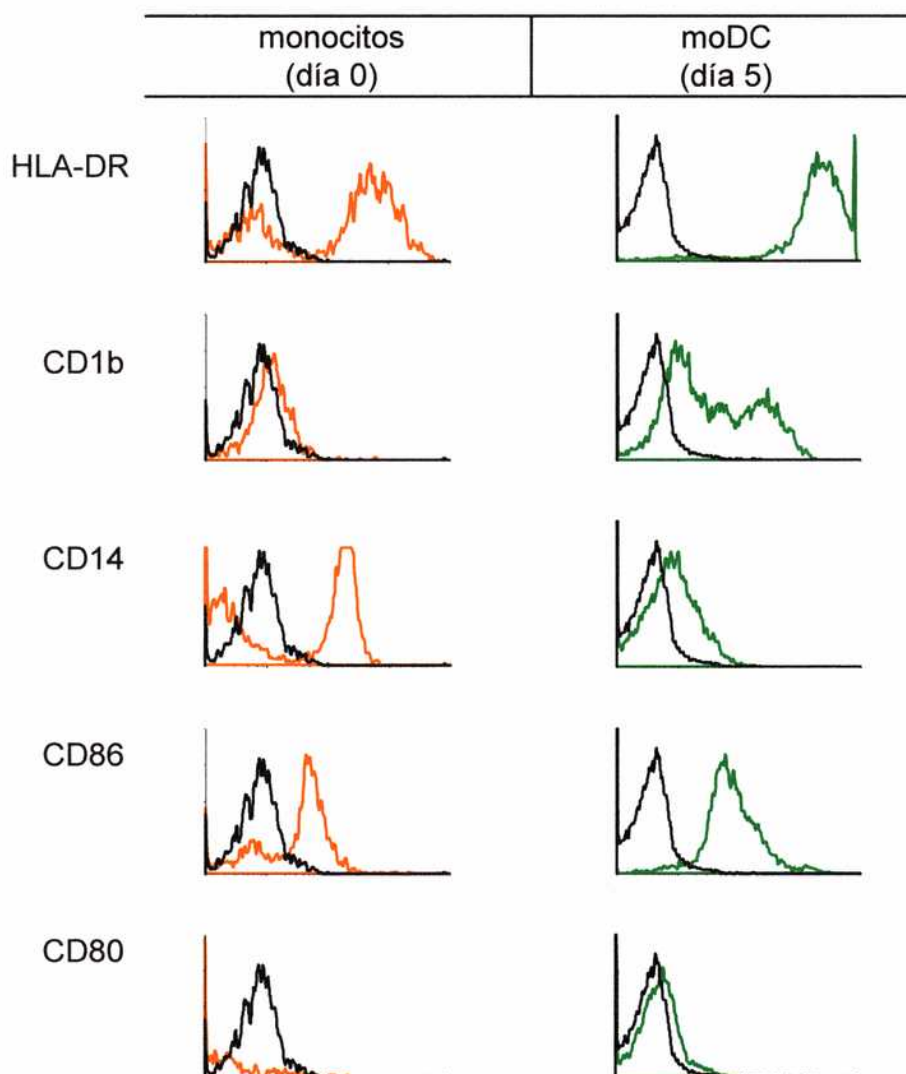 monocitos
(día 0)
moDC
(día 5)
HLA-DR
CD1b
CD14
CD86
CD80